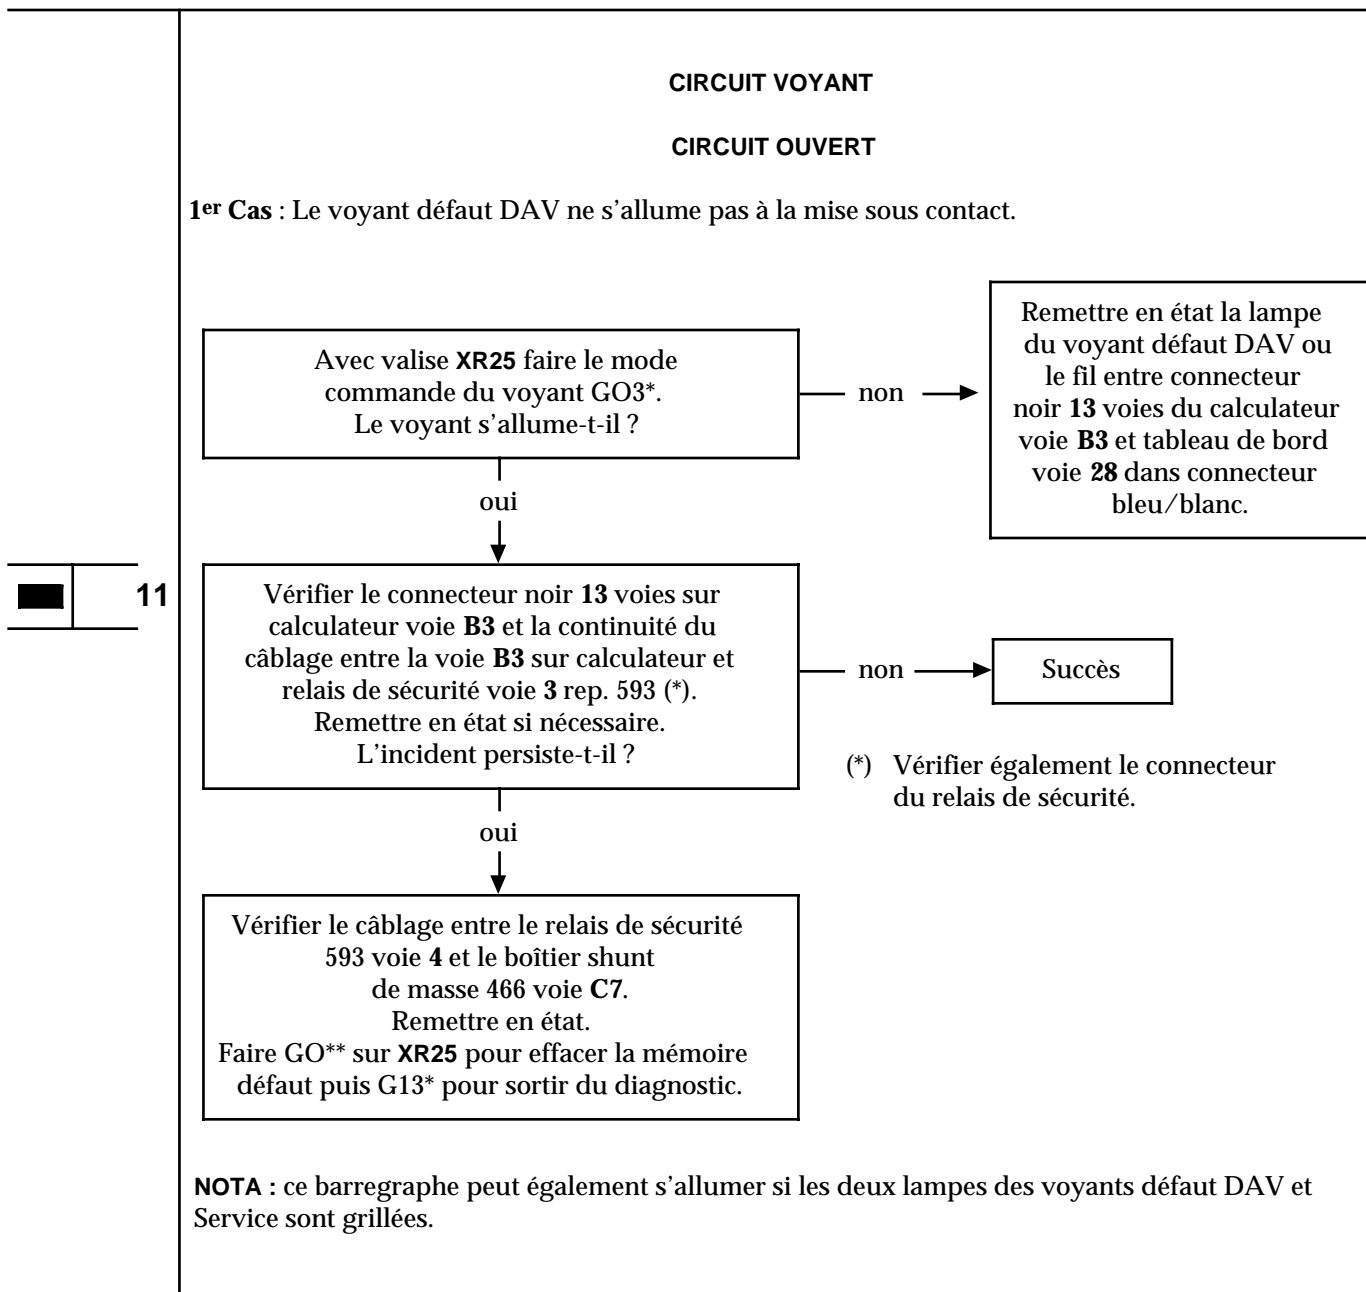 CIRCUIT VOYANT
CIRCUIT OUVERT
1er Cas : Le voyant défaut DAV ne s’allume pas à la mise sous contact.
Avec valise XR25 faire le mode
commande du voyant GO3*.
Le voyant s’allume-t-il ?
non
Remettre en état la lampe
du voyant défaut DAV ou
le fil entre connecteur
noir 13 voies du calculateur
voie B3 et tableau de bord
voie 28 dans connecteur
bleu/blanc.
oui
11
Vérifier le connecteur noir 13 voies sur
calculateur voie B3 et la continuité du
câblage entre la voie B3 sur calculateur et
relais de sécurité voie 3 rep. 593 (*).
Remettre en état si nécessaire.
L’incident persiste-t-il ?
non
Succès
(*) Vérifier également le connecteur
du relais de sécurité.
oui
Vérifier le câblage entre le relais de sécurité
593 voie 4 et le boîtier shunt
de masse 466 voie C7.
Remettre en état.
Faire GO** sur XR25 pour effacer la mémoire
défaut puis G13* pour sortir du diagnostic.
NOTA : ce barregraphe peut également s’allumer si les deux lampes des voyants défaut DAV et
Service sont grillées.